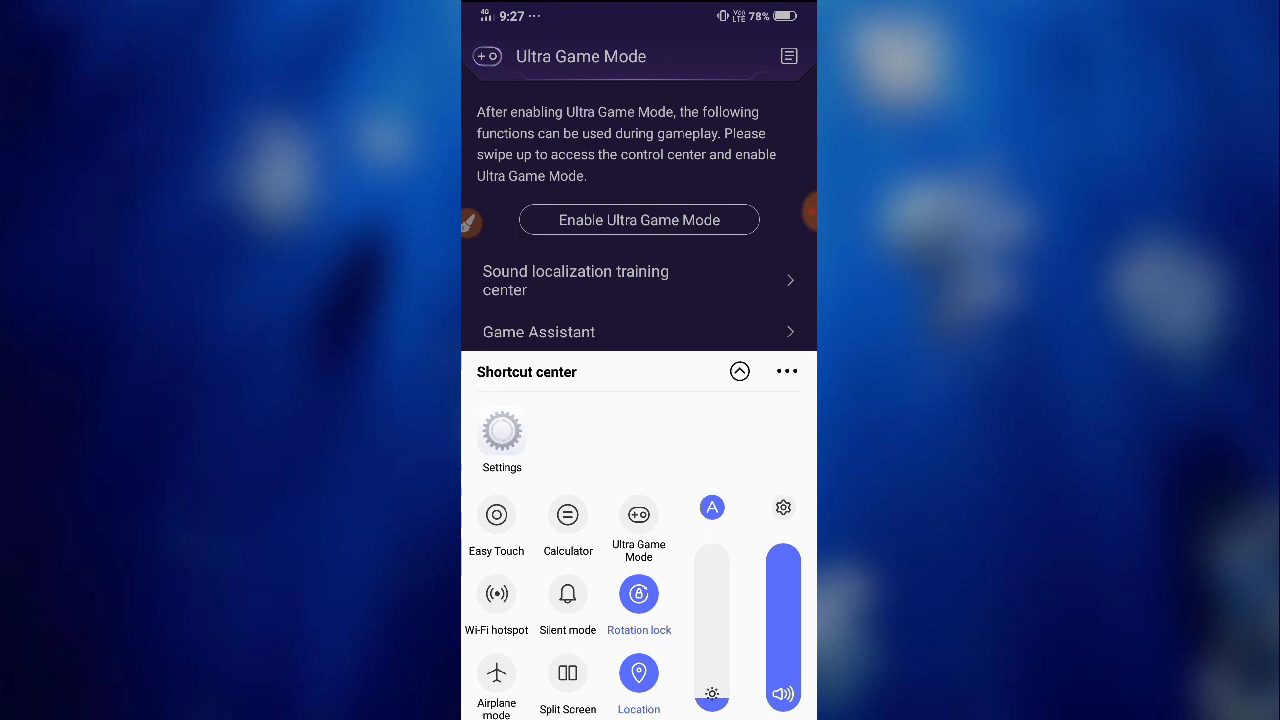 4G 9:27 ... Vo) LTE 78%
Ultra Game Mode
After enabling Ultra Game Mode, the following
functions can be used during gameplay. Please
swipe up to access the control center and enable
Ultra Game Mode.
Enable Ultra Game Mode
Sound localization training
center
Game Assistant
Shortcut center
Settings
A
Easy Touch
Calculator
Ultra Game
Mode
Wi-Fi hotspot
Silent mode
Rotation lock
Airplane
mode
Split Screen
Location